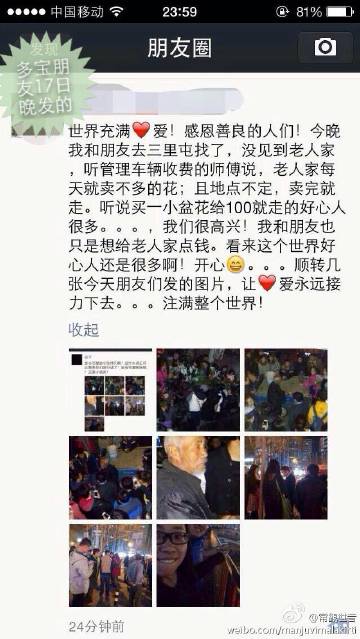 中国移动
23:59
81%
朋友圈
发现
多宝朋
友17日
晚发的
世界充满❤爱！感恩善良的人们！今晚
我和朋友去三里屯找了，没见到老人家
，听管理车辆收费的师傅说，老人家每
天就卖不多的花；且地点不定，卖完就
走。听说买一小盆花给100就走的好心人
很多。。。，我们很高兴！我和朋友也
只是想给老人家点钱。看来这个世界好
心人还是很多啊！开心😄。。。顺转几
张今天朋友们发的图片，让❤爱永远接
力下去。。。注满整个世界！
收起
24分钟前